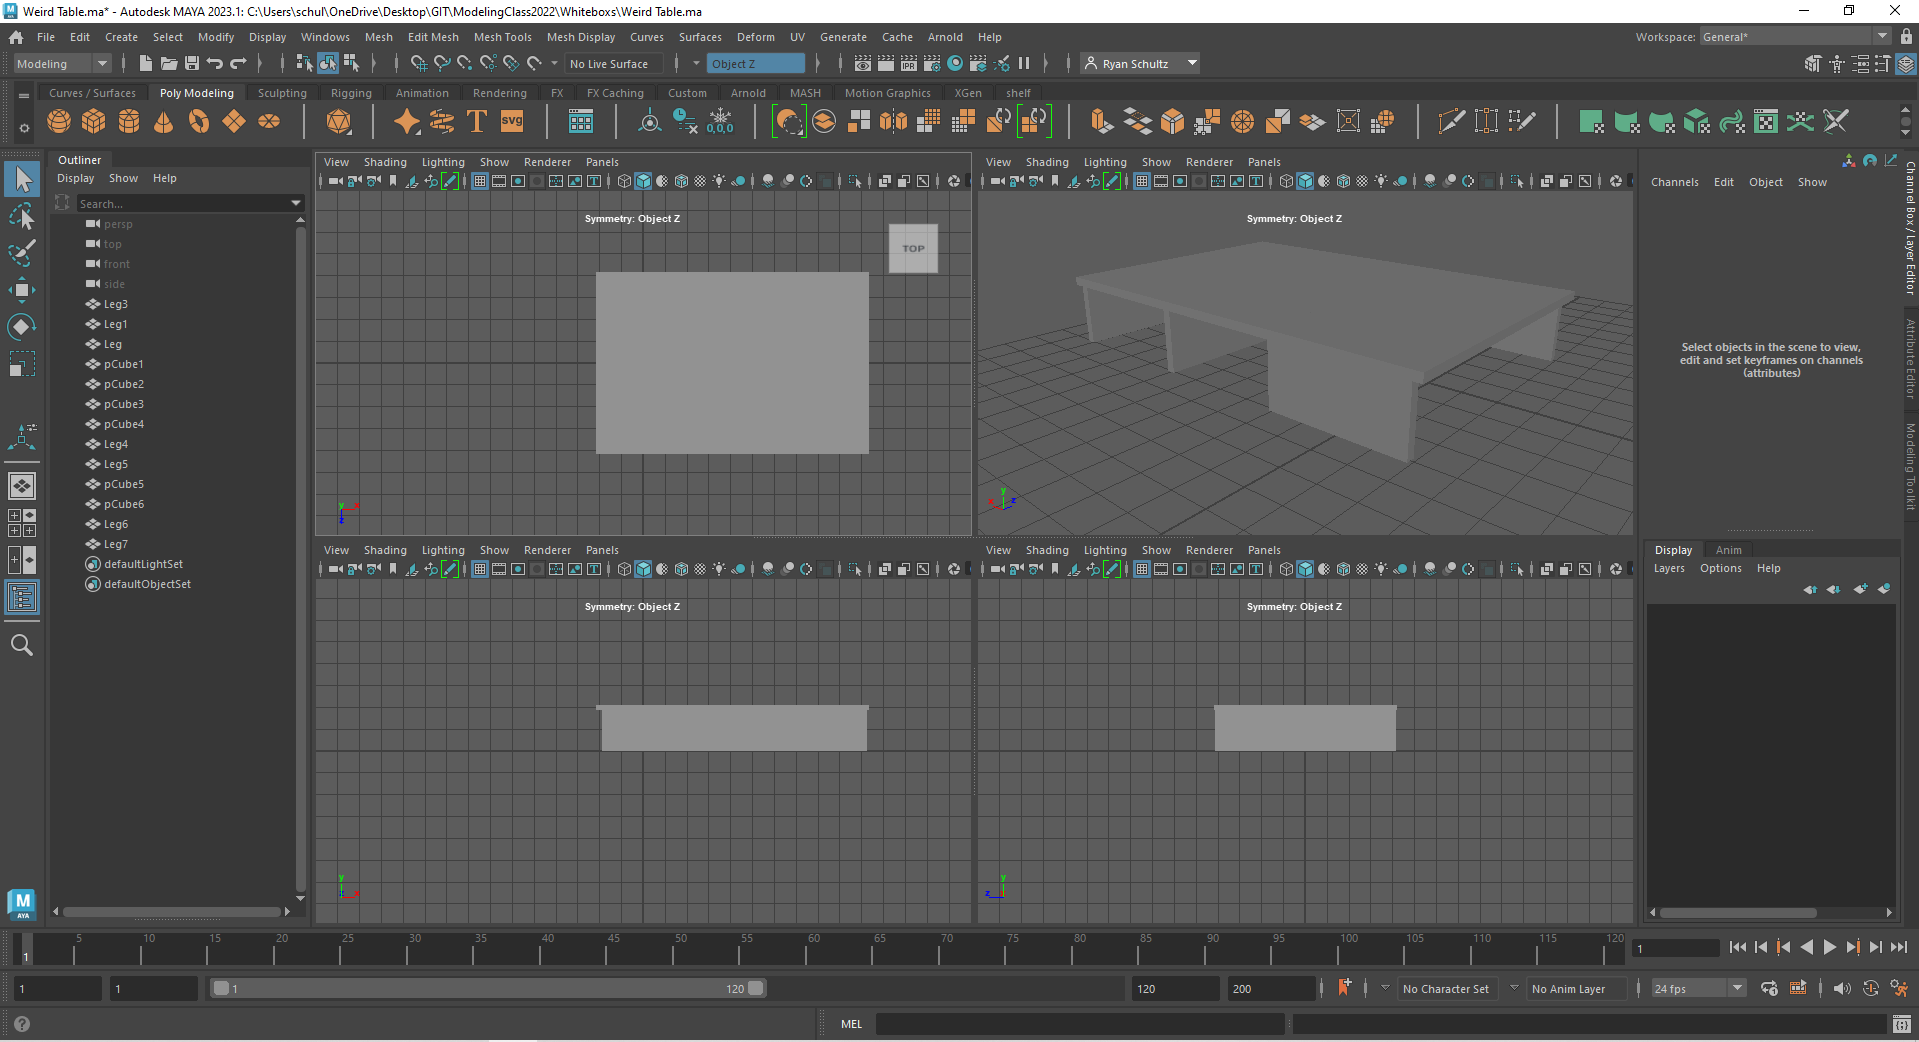 Weird Table.ma* - Autodesk MAYA 2023.1: C:\Users\schul\OneDrive\Desktop\GIT\ModelingClass2022\Whiteboxs\Weird Table.ma
File Edit Create Select Modify Display Windows Mesh Edit Mesh Mesh Tools Mesh Display Curves Surfaces Deform UV Generate Cache Arnold Help Workspace: General*
Modeling No Live Surface Object Z IPR Ryan Schultz
Curves / Surfaces Poly Modeling Sculpting Rigging Animation Rendering FX FX Caching Custom Arnold MASH Motion Graphics XGen shelf
T svg 0,0,0
Outliner
Display Show Help
Search...
persp
top
front
side
Leg3
Leg1
Leg
pCube1
pCube2
pCube3
pCube4
Leg4
Leg5
pCube5
pCube6
Leg6
Leg7
defaultLightSet
defaultObjectSet
View Shading Lighting Show Renderer Panels
Symmetry: Object Z
TOP
y x
z
View Shading Lighting Show Renderer Panels
Symmetry: Object Z
y
x z
View Shading Lighting Show Renderer Panels
Symmetry: Object Z
y
z x
View Shading Lighting Show Renderer Panels
Symmetry: Object Z
y
z
Channels Edit Object Show
Select objects in the scene to view,
edit and set keyframes on channels
(attributes)
Channel Box / Layer Editor
Attribute Editor
Modeling Toolkit
Display Anim
Layers Options Help
M
AYA
5 10 15 20 25 30 35 40 45 50 55 60 65 70 75 80 85 90 95 100 105 110 115 120
1 1
1 1 1 120 120 200 No Character Set No Anim Layer 24 fps
MEL